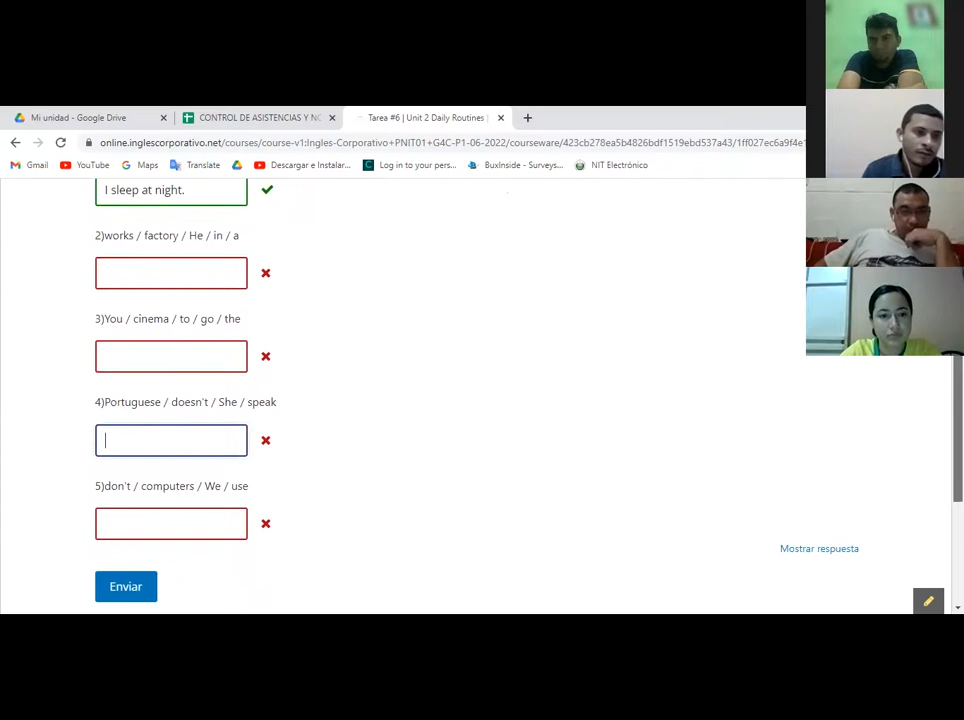 Mi unidad - Google Drive
CONTROL DE ASISTENCIAS Y NO
Tarea #6 | Unit 2 Daily Routines |
online.inglescorporativo.net/courses/course-v1:Ingles-Corporativo+PNIT01+G4C-P1-06-2022/courseware/423cb278ea5b4826bdf1519ebd537a43/1ff027ec6a9f4e1
Gmail YouTube Maps Translate Descargar e Instalar... Log in to your pers... BuxInside - Surveys... NIT Electrónico
I sleep at night.
2)works / factory / He / in / a
3)You / cinema / to / go / the
4)Portuguese / doesn't / She / speak
5)don't / computers / We / use
Mostrar respuesta
Enviar